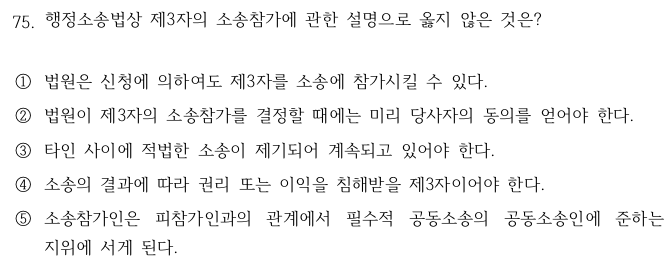 75. 행정소송법상 제3자의 소송참가에 관한 설명으로 옳지 않은 것은?
① 법원은 신청에 의하여도 제3자를 소송에 참가시킬 수 있다.
② 법원이 제3자의 소송참가를 결정할 때에는 미리 당사자의 동의를 얻어야 한다.
③ 타인 사이에 적법한 소송이 제기되어 계속되고 있어야 한다.
④ 소송의 결과에 따라 권리 또는 이익을 침해받을 제3자이어야 한다.
⑤ 소송참가인은 피참가인과의 관계에서 필수적 공동소송의 공동소송인에 준하는
지위에 서게 된다.